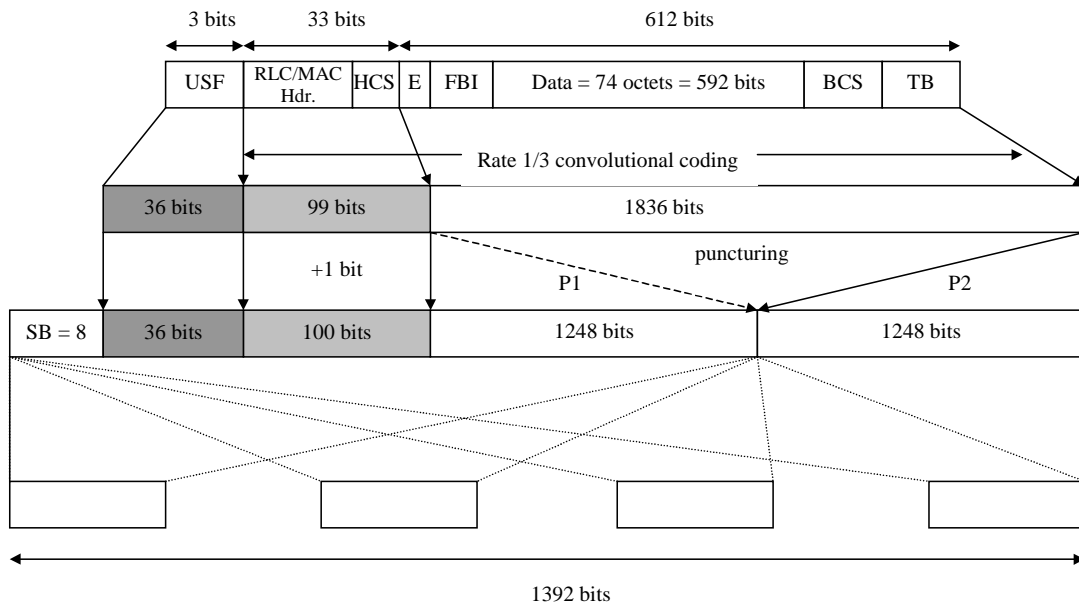 3 bits 33 bits 612 bits
USF RLC/MAC Hdr. HCS E FBI Data = 74 octets = 592 bits BCS TB
Rate 1/3 convolutional coding
36 bits 99 bits 1836 bits
+1 bit P1 puncturing P2
SB = 8 36 bits 100 bits 1248 bits 1248 bits
1392 bits